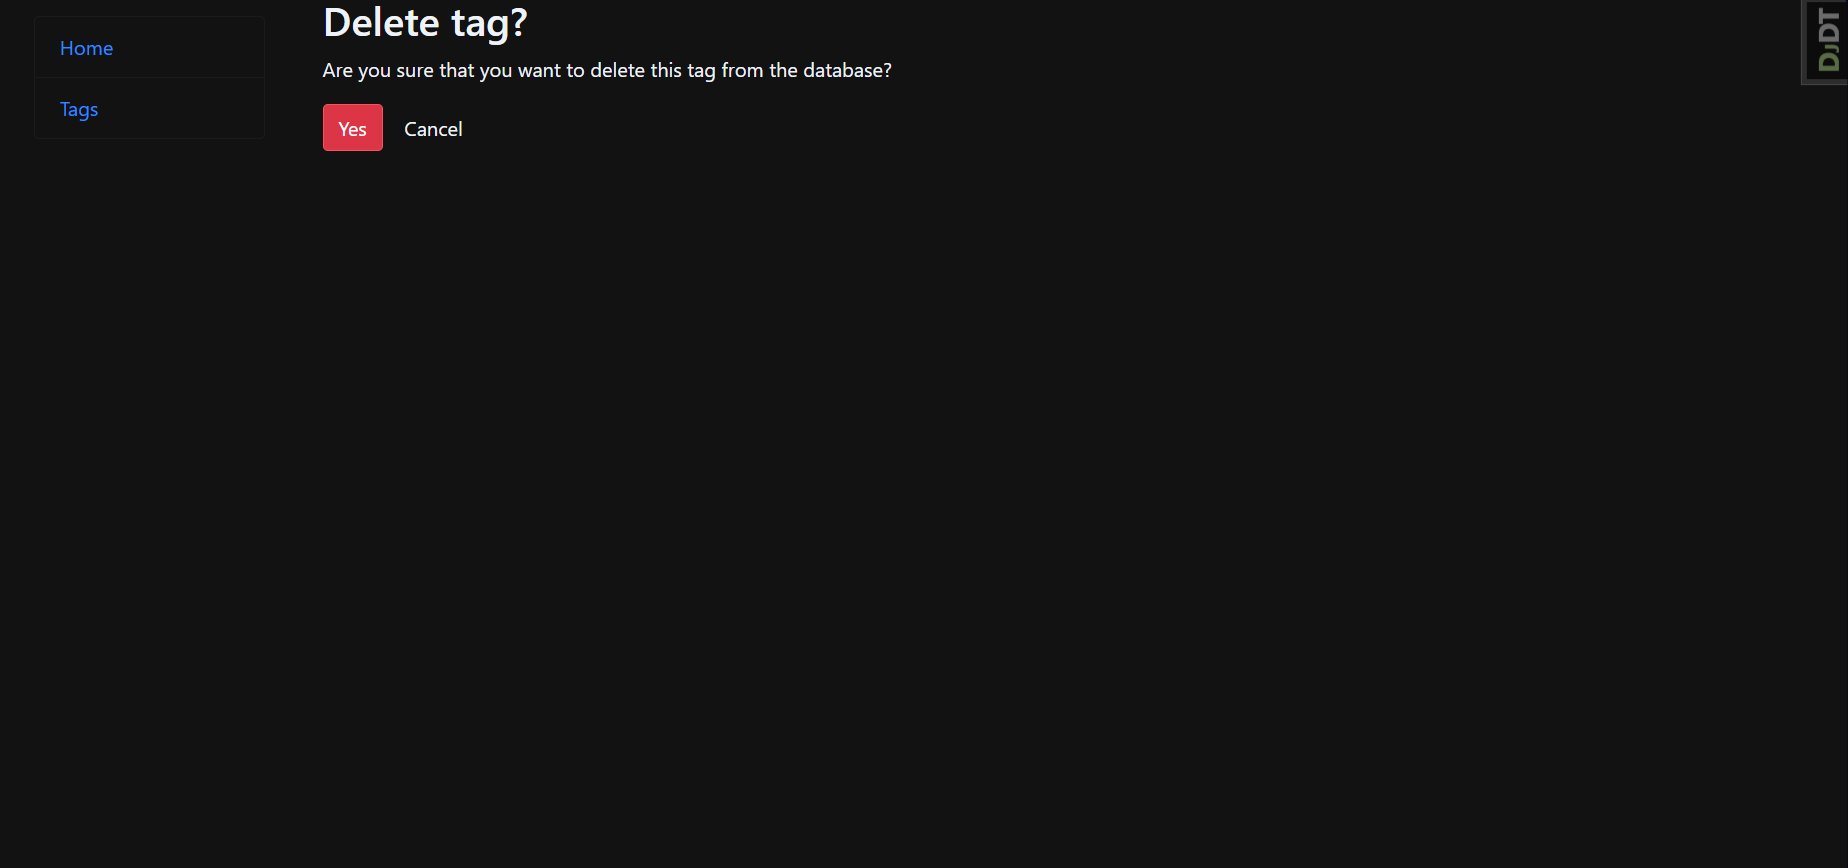 Home
Tags
Delete tag?
Are you sure that you want to delete this tag from the database?
Yes
Cancel
DjDT